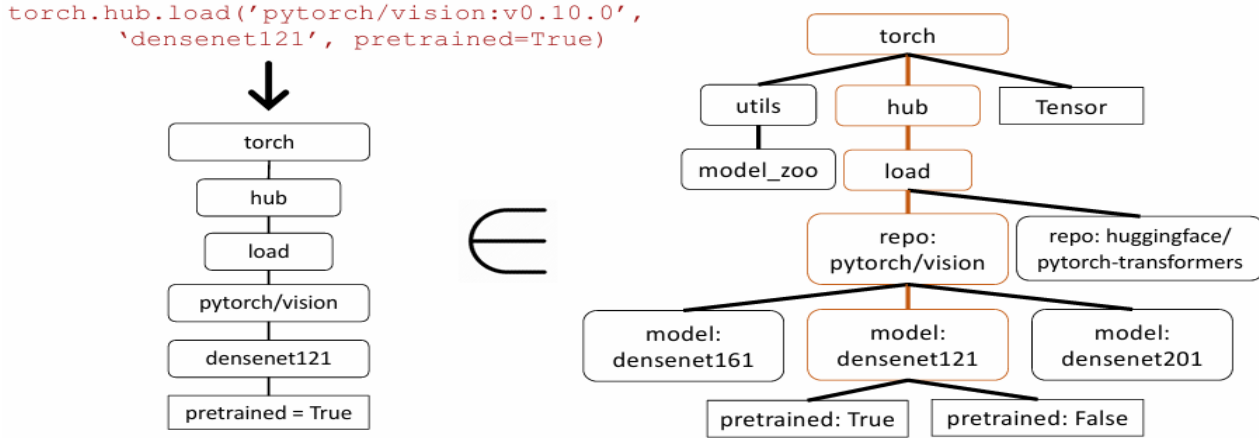 torch.hub.load('pytorch/vision:v0.10.0',
‘densenet121’, pretrained=True)
torch
hub
load
pytorch/vision
densenet121
pretrained = True
∈
torch
utils
hub
Tensor
model_zoo
load
repo:
pytorch/vision
repo: huggingface/
pytorch-transformers
model:
densenet161
model:
densenet121
model:
densenet201
pretrained: True
pretrained: False